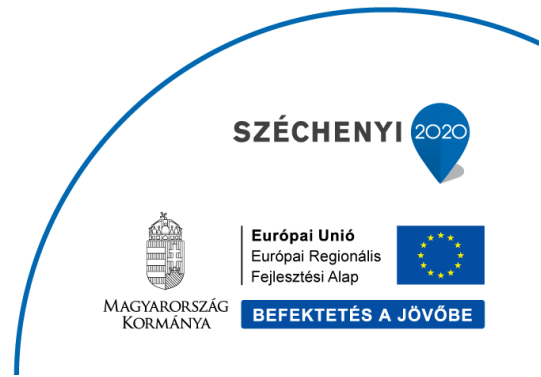 SZÉCHENYI 2020
Európai Unió
Európai Regionális
Fejlesztési Alap
MAGYARORSZÁG
KORMÁNYA
BEFEKTETÉS A JÖVŐBE